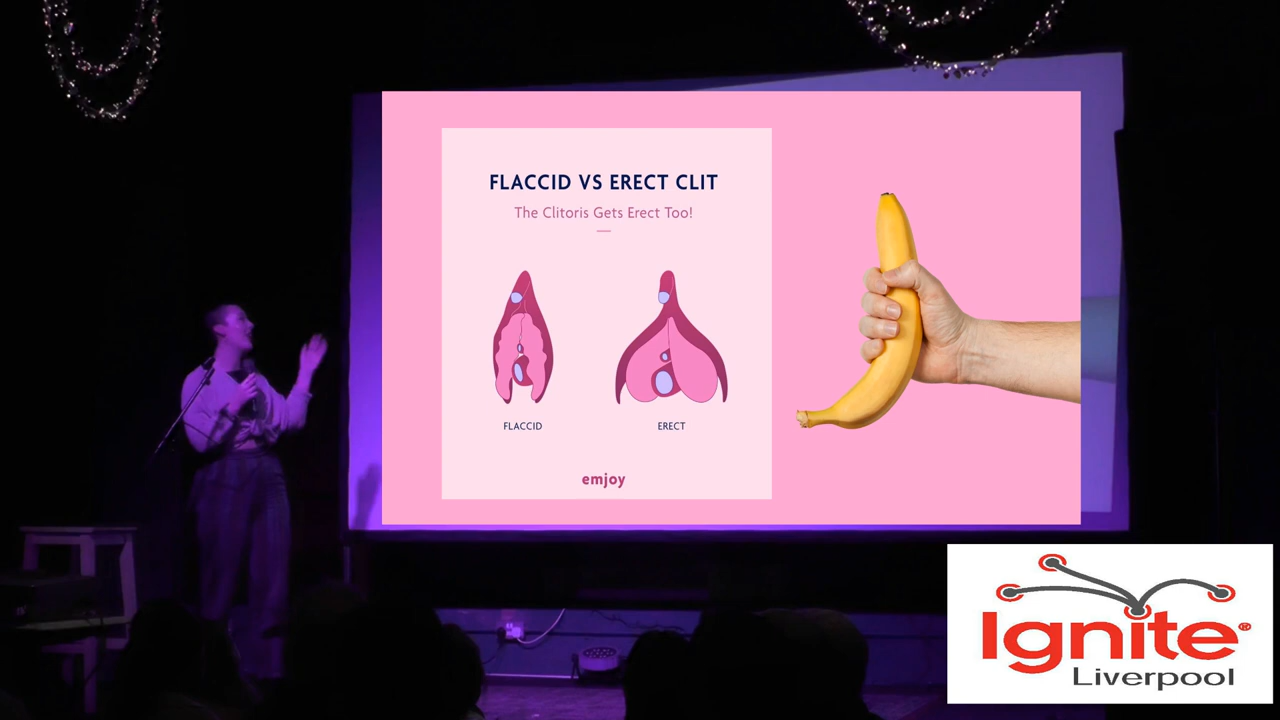 FLACCID VS ERECT CLIT
The Clitoris Gets Erect Too!
FLACCID
ERECT
emjoy
Ignite®
Liverpool